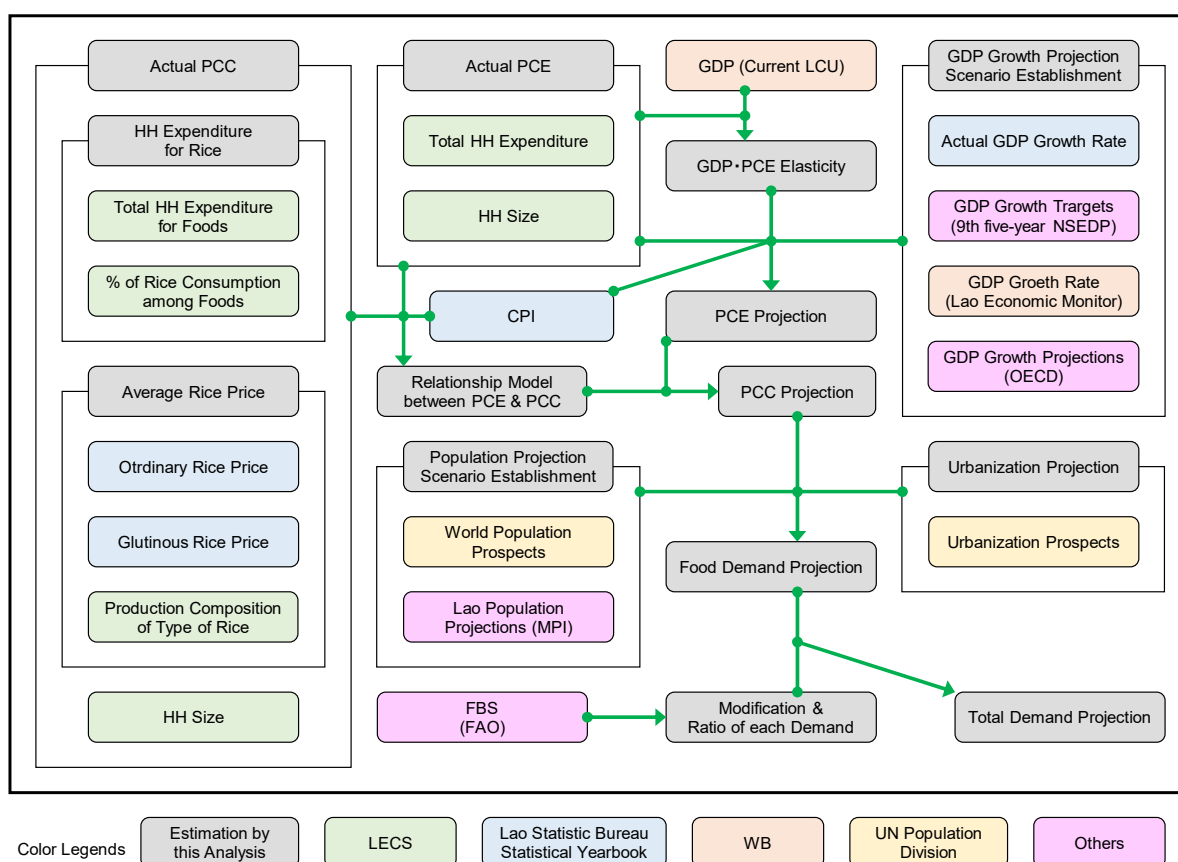 Actual PCC
HH Expenditure
for Rice
Total HH Expenditure
for Foods
% of Rice Consumption
among Foods
Average Rice Price
Otrdinary Rice Price
Glutinous Rice Price
Production Composition
of Type of Rice
HH Size
Actual PCE
Total HH Expenditure
HH Size
CPI
Relationship Model
between PCE & PCC
Population Projection
Scenario Establishment
World Population
Prospects
Lao Population
Projections (MPI)
FBS
(FAO)
GDP (Current LCU)
GDP・PCE Elasticity
PCE Projection
PCC Projection
Food Demand Projection
Modification &
Ratio of each Demand
GDP Growth Projection
Scenario Establishment
Actual GDP Growth Rate
GDP Growth Trargets
(9th five-year NSEDP)
GDP Groeth Rate
(Lao Economic Monitor)
GDP Growth Projections
(OECD)
Urbanization Projection
Urbanization Prospects
Total Demand Projection
Color Legends
Estimation by
this Analysis
LECS
Lao Statistic Bureau
Statistical Yearbook
WB
UN Population
Division
Others